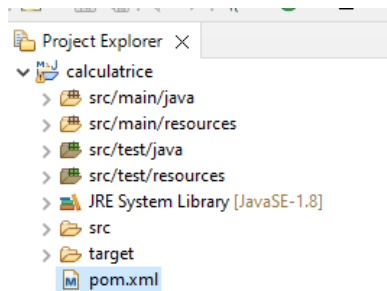 Project Explorer
calculatrice
src/main/java
src/main/resources
src/test/java
src/test/resources
JRE System Library [JavaSE-1.8]
src
target
pom.xml